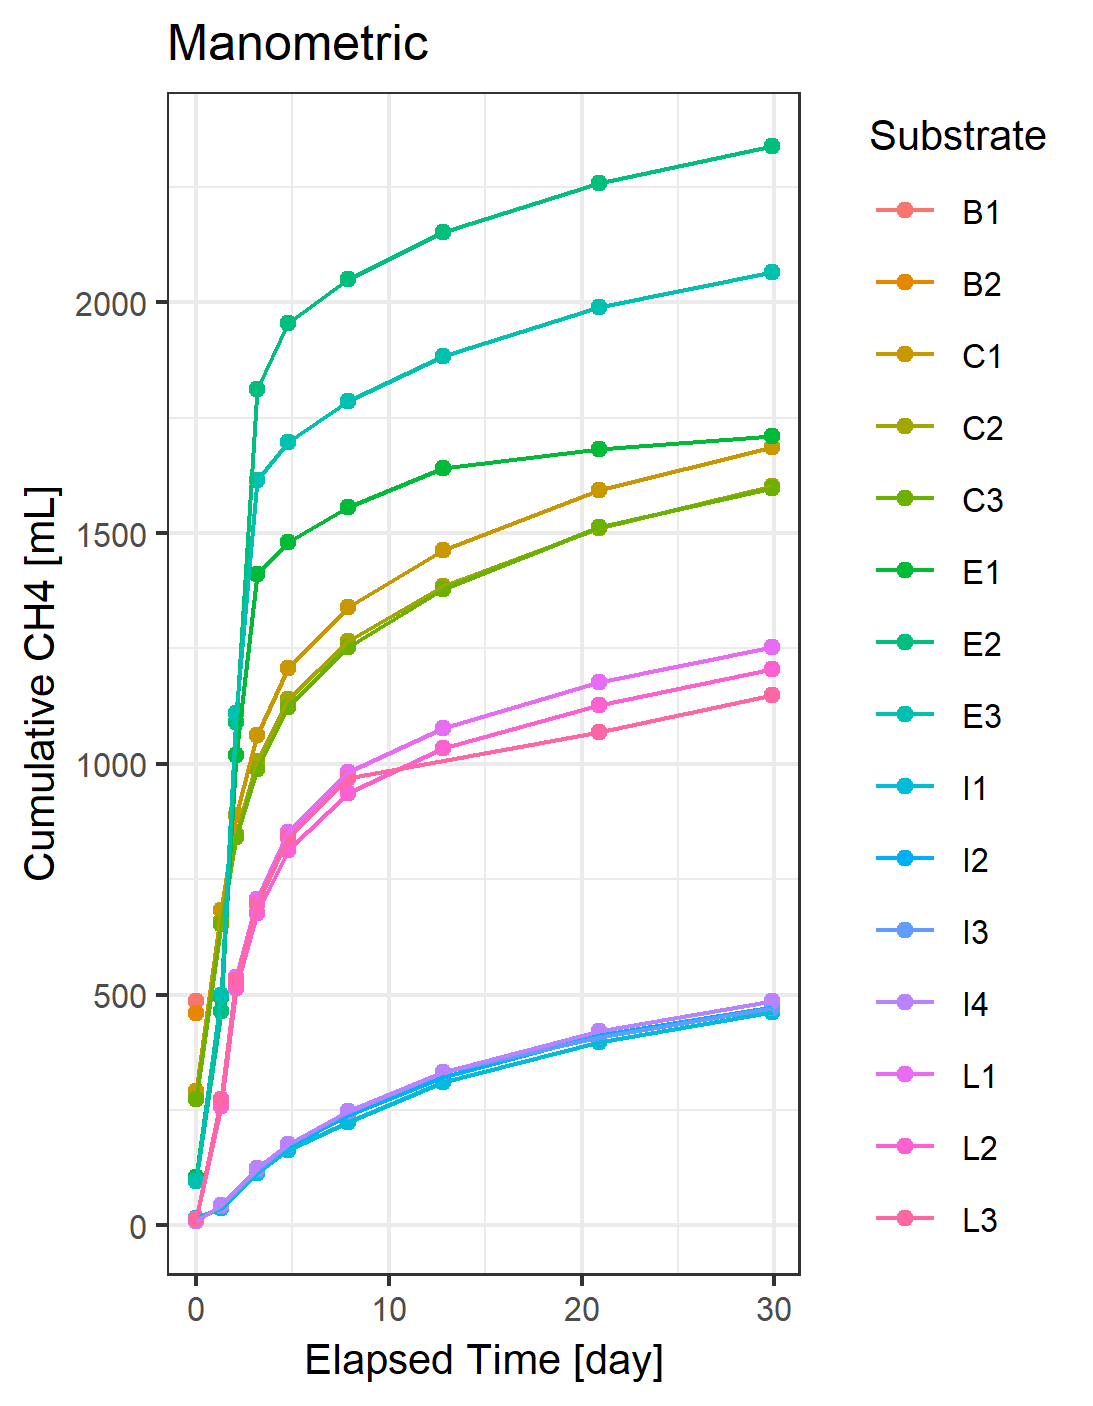 Manometric
Cumulative CH4 [mL]
2000
1500
1000
500
0
0 10 20 30
Elapsed Time [day]
Substrate
B1
B2
C1
C2
C3
E1
E2
E3
I1
I2
I3
I4
L1
L2
L3